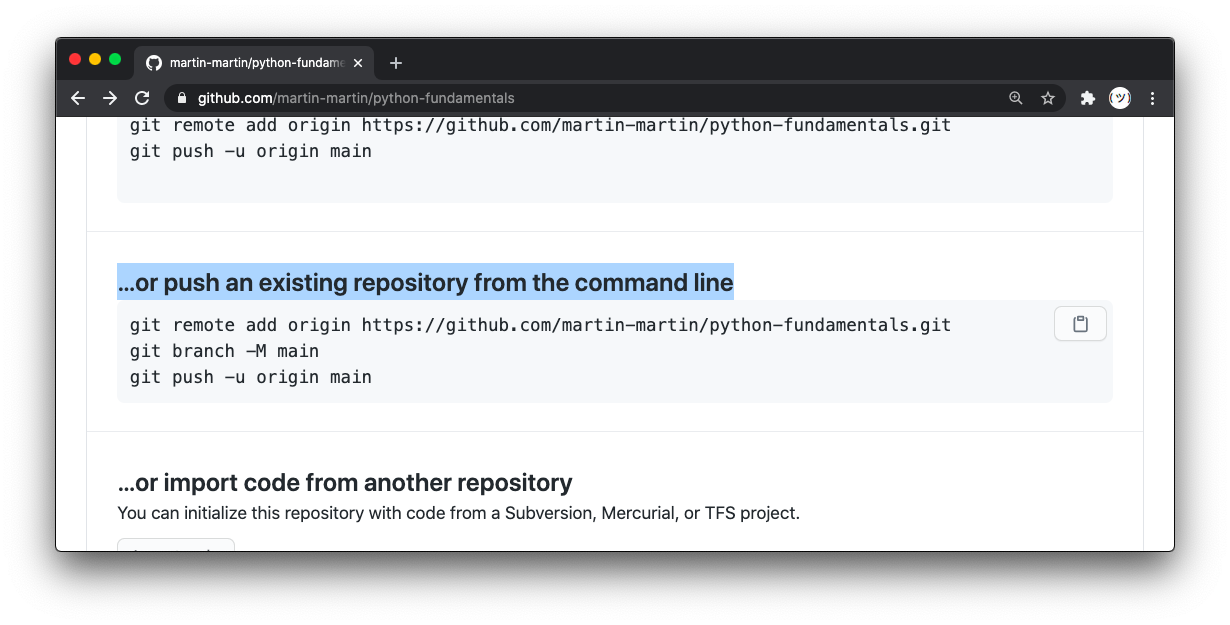 martin-martin/python-fundame
github.com/martin-martin/python-fundamentals
git remote add origin https://github.com/martin-martin/python-fundamentals.git
git push -u origin main
...or push an existing repository from the command line
git remote add origin https://github.com/martin-martin/python-fundamentals.git
git branch -M main
git push -u origin main
...or import code from another repository
You can initialize this repository with code from a Subversion, Mercurial, or TFS project.